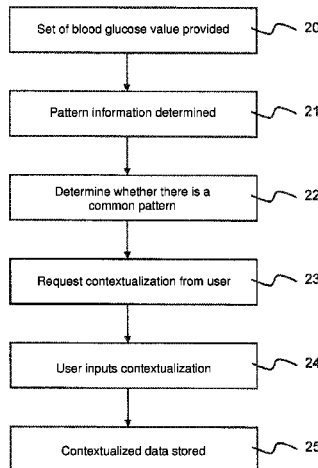 Set of blood glucose value provided 20
Pattern information determined 21
Determine whether there is a
common pattern 22
Request contextualization from user 23
User inputs contextualization 24
Contextualized data stored 25